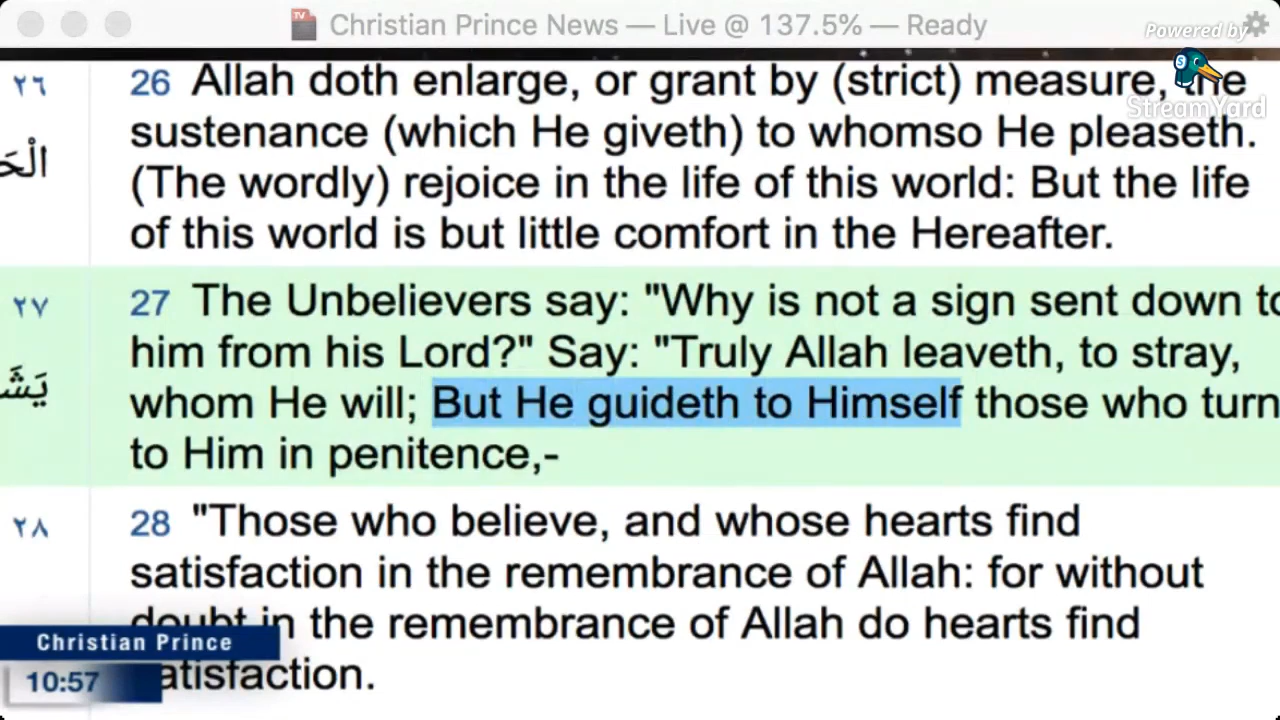 Christian Prince News — Live @ 137.5% — Ready
Powered by
StreamYard
٢٦ 26 Allah doth enlarge, or grant by (strict) measure, the
sustenance (which He giveth) to whomso He pleaseth.
(The wordly) rejoice in the life of this world: But the life
of this world is but little comfort in the Hereafter.
٢٧ 27 The Unbelievers say: "Why is not a sign sent down to
him from his Lord?" Say: "Truly Allah leaveth, to stray,
whom He will; But He guideth to Himself those who turn
to Him in penitence,-
٢٨ 28 "Those who believe, and whose hearts find
satisfaction in the remembrance of Allah: for without
doubt in the remembrance of Allah do hearts find
satisfaction.
Christian Prince
10:57